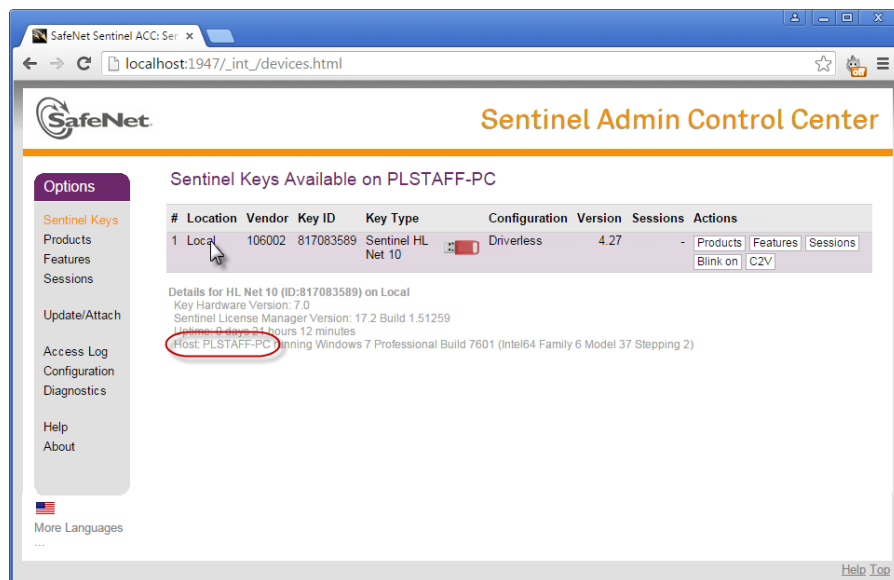 SafeNet Sentinel ACC: Ser
localhost:1947/_int_/devices.html
off
SafeNet.
Sentinel Admin Control Center
Options
Sentinel Keys
Products
Features
Sessions
Update/Attach
Access Log
Configuration
Diagnostics
Help
About
More Languages
...
Sentinel Keys Available on PLSTAFF-PC
# Location Vendor Key ID Key Type Configuration Version Sessions Actions
1 Local 106002 817083589 Sentinel HL Driverless 4.27 - Products Features Sessions
Net 10 Blink on C2V
Details for HL Net 10 (ID:817083589) on Local
Key Hardware Version: 7.0
Sentinel License Manager Version: 17.2 Build 1.51259
Uptime: 0 days 21 hours 12 minutes
Host: PLSTAFF-PC running Windows 7 Professional Build 7601 (Intel64 Family 6 Model 37 Stepping 2)
Help Top